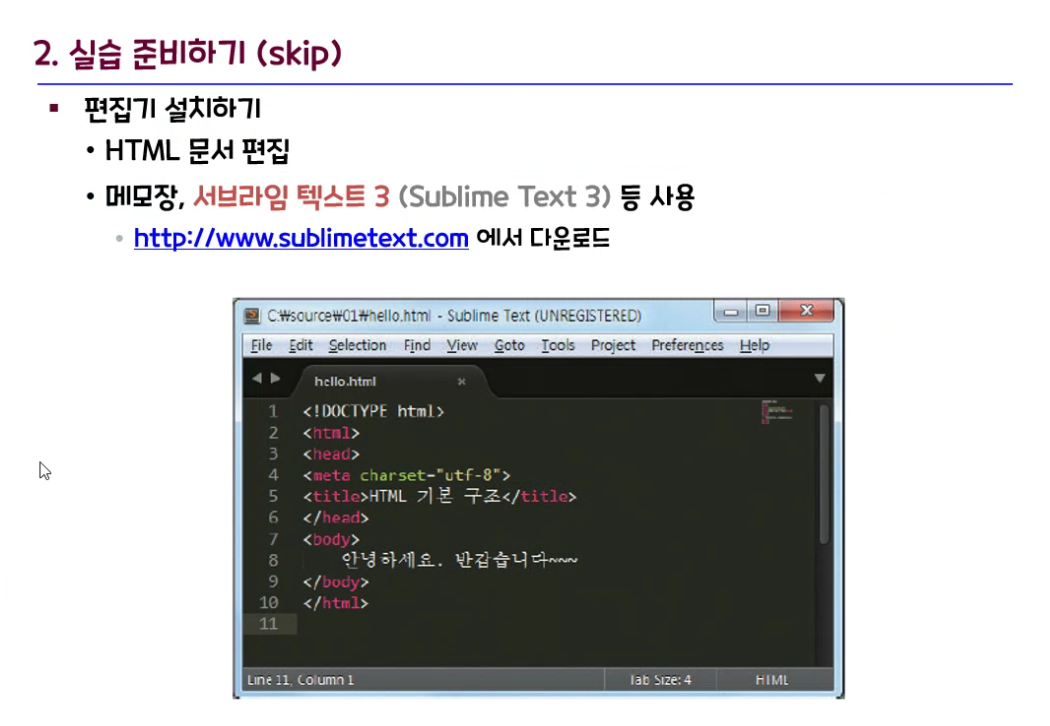 2. 실습 준비하기 (skip)
▪ 편집기 설치하기
• HTML 문서 편집
• 메모장, 서브라임 텍스트 3 (Sublime Text 3) 등 사용
• http://www.sublimetext.com 에서 다운로드
C:₩source₩01₩hello.html - Sublime Text (UNREGISTERED)
File Edit Selection Find View Goto Tools Project Preferences Help
hello.html ×
1 <!DOCTYPE html>
2 <html>
3 <head>
4 <meta charset="utf-8">
5 <title>HTML 기본 구조</title>
6 </head>
7 <body>
8 안녕하세요. 반갑습니다~~~
9 </body>
10 </html>
11
Line 11, Column 1 Tab Size: 4 HTML